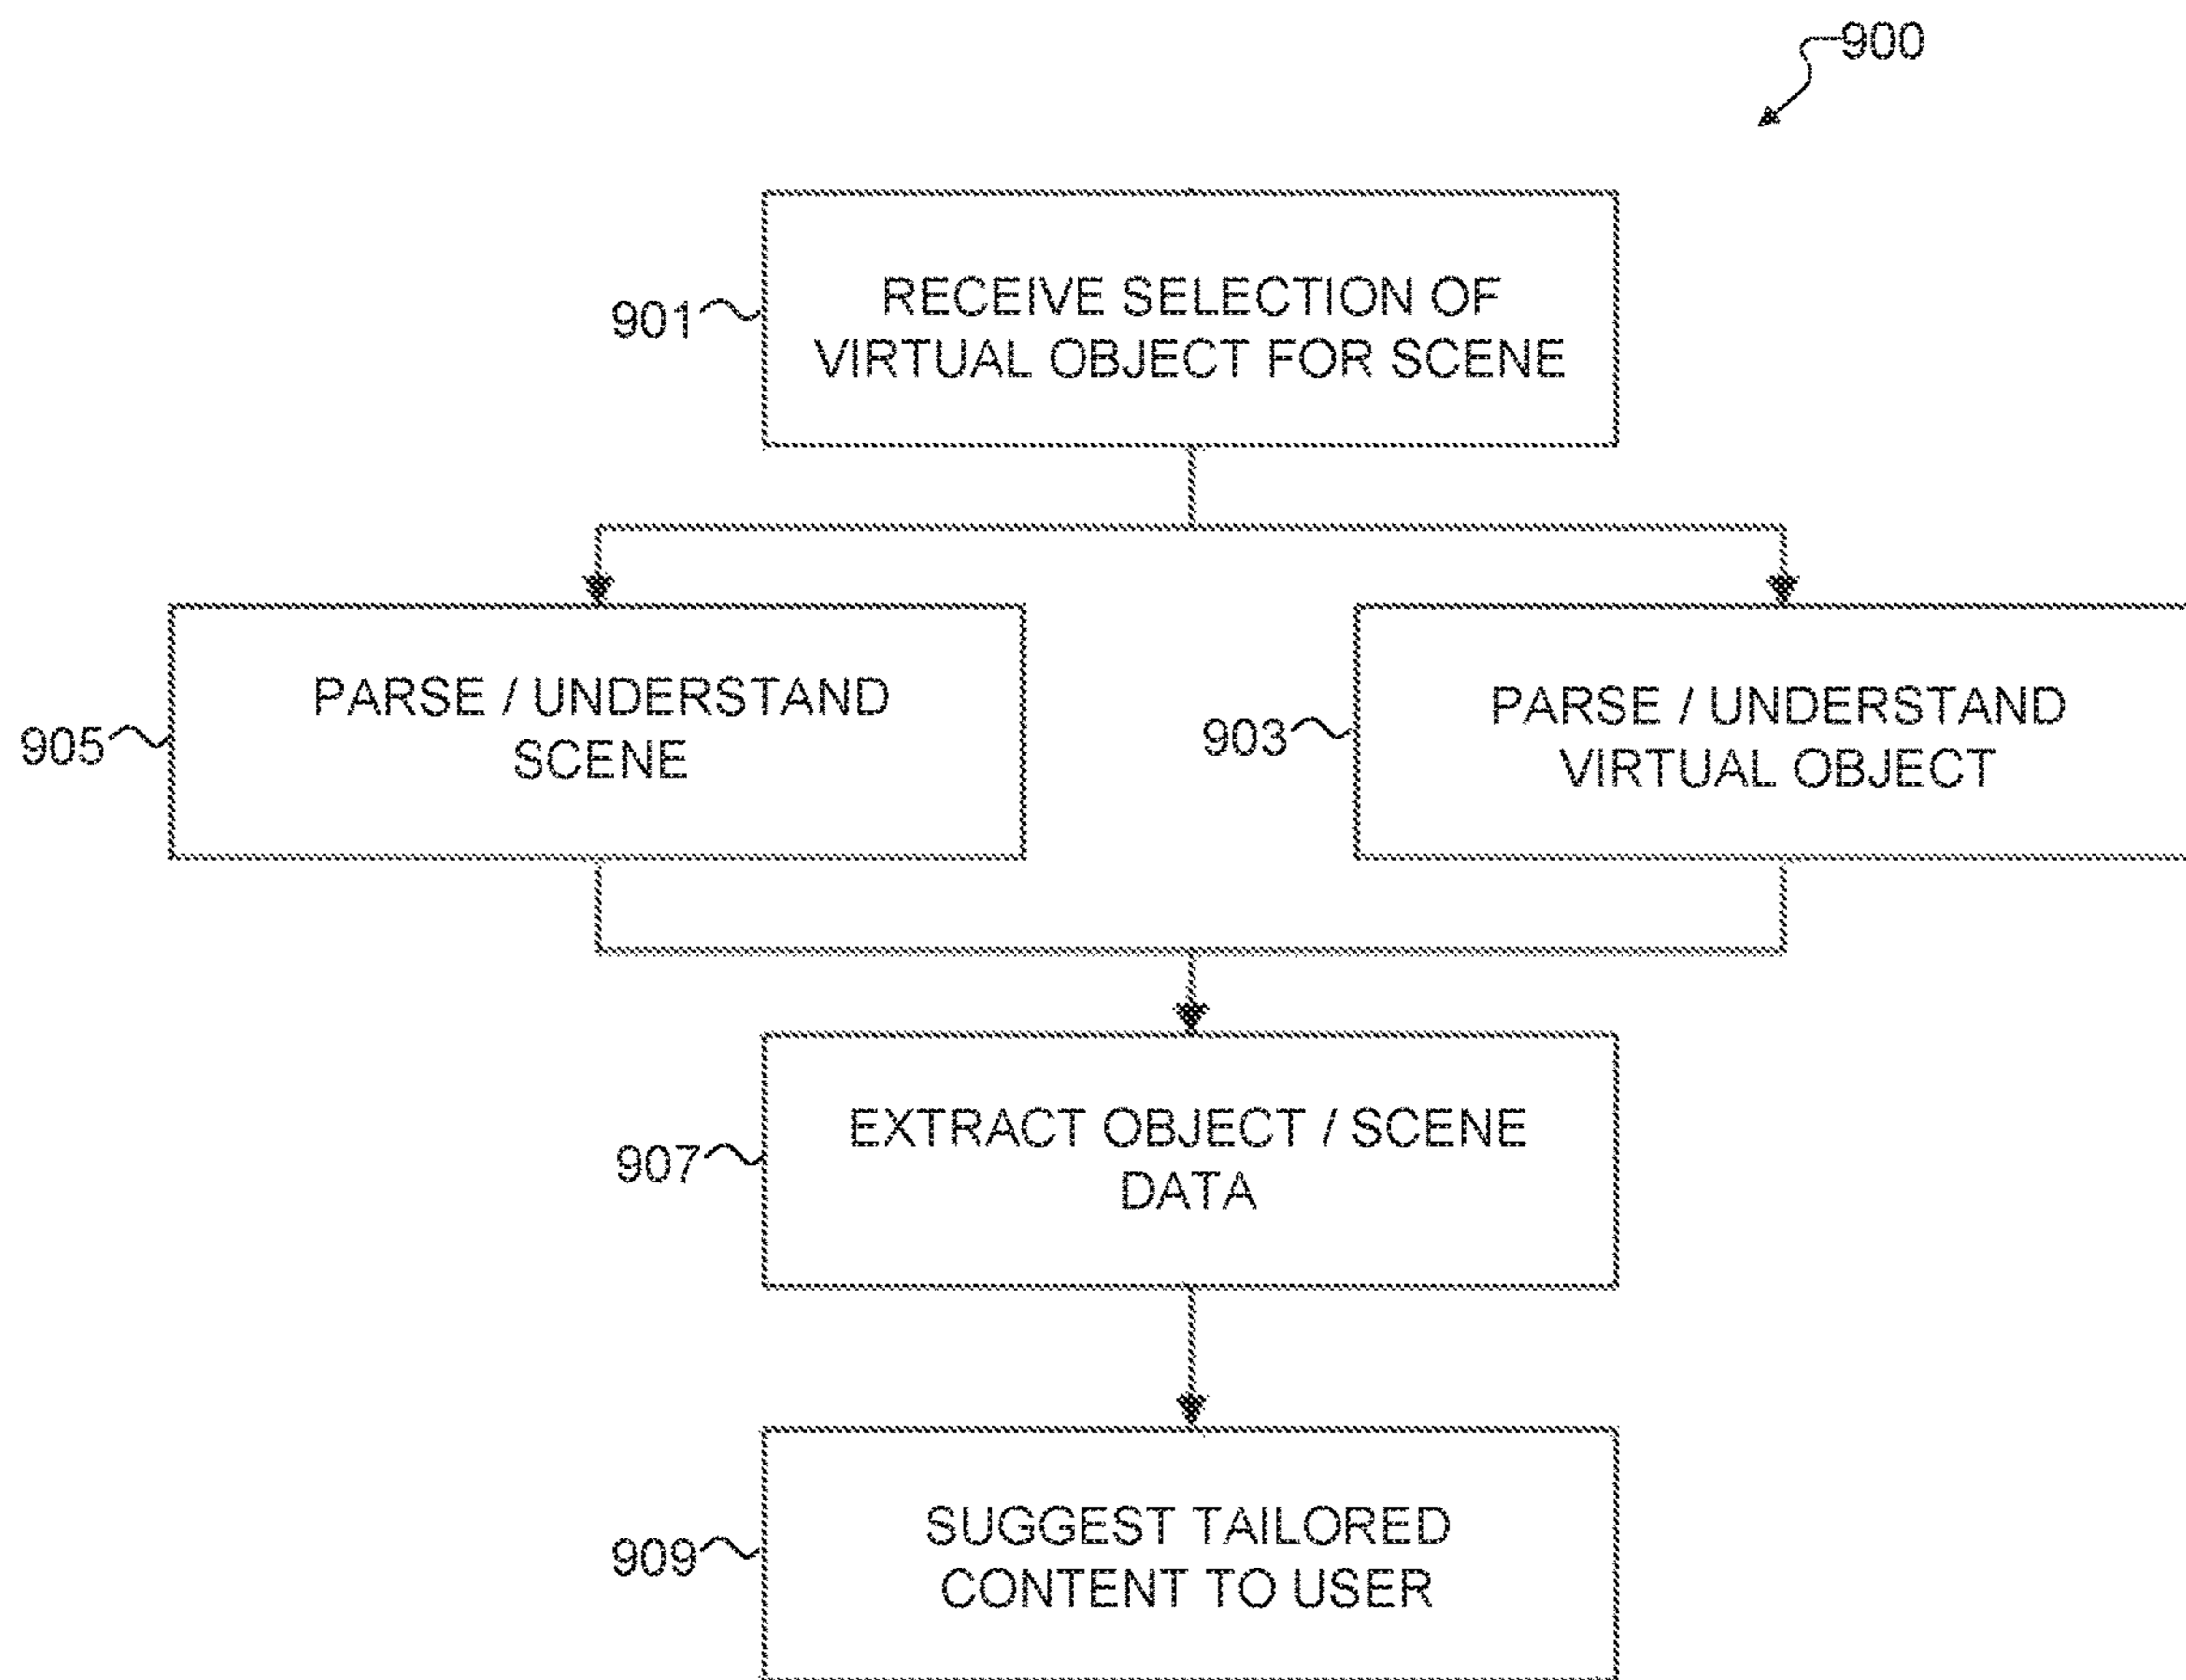 900
901
RECEIVE SELECTION OF
VIRTUAL OBJECT FOR SCENE
905
PARSE / UNDERSTAND
SCENE
903
PARSE / UNDERSTAND
VIRTUAL OBJECT
907
EXTRACT OBJECT / SCENE
DATA
909
SUGGEST TAILORED
CONTENT TO USER